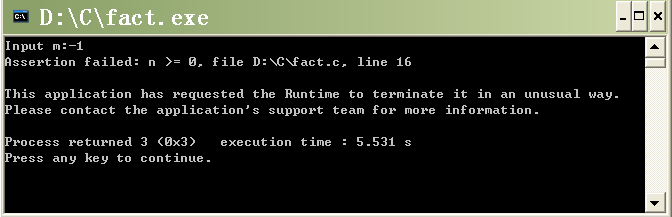 D:\C\fact.exe
Input m:-1
Assertion failed: n >= 0, file D:\C\fact.c, line 16
This application has requested the Runtime to terminate it in an unusual way.
Please contact the application's support team for more information.
Process returned 3 (0x3)   execution time : 5.531 s
Press any key to continue.